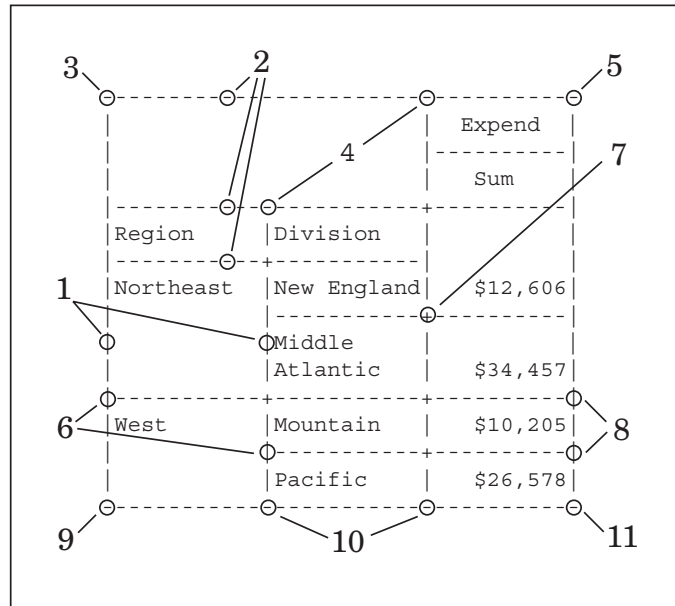 3 2 5
Expend
4 7
Sum
Region Division
Northeast New England $12,606
1
Middle
Atlantic $34,457
6 West Mountain $10,205 8
Pacific $26,578
9 10 11